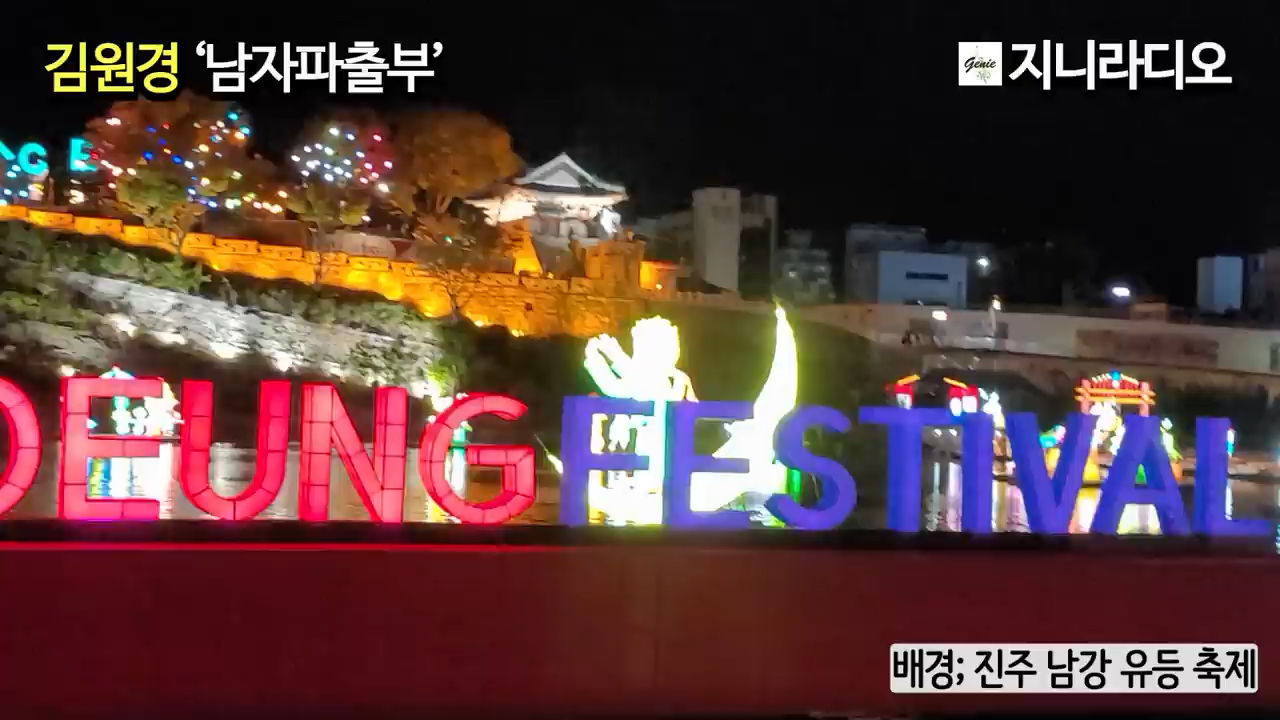 김원경 ‘남자파출부’
Genie 지니라디오
DEUNG FESTIVAL
배경; 진주 남강 유등 축제